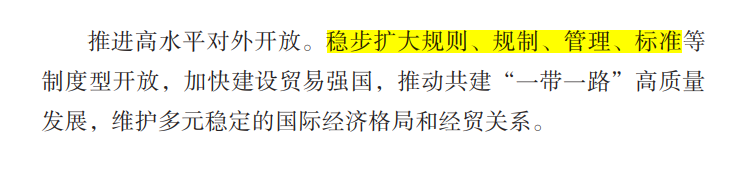 推进高水平对外开放。稳步扩大规则、规制、管理、标准等
制度型开放，加快建设贸易强国，推动共建“一带一路”高质量
发展，维护多元稳定的国际经济格局和经贸关系。